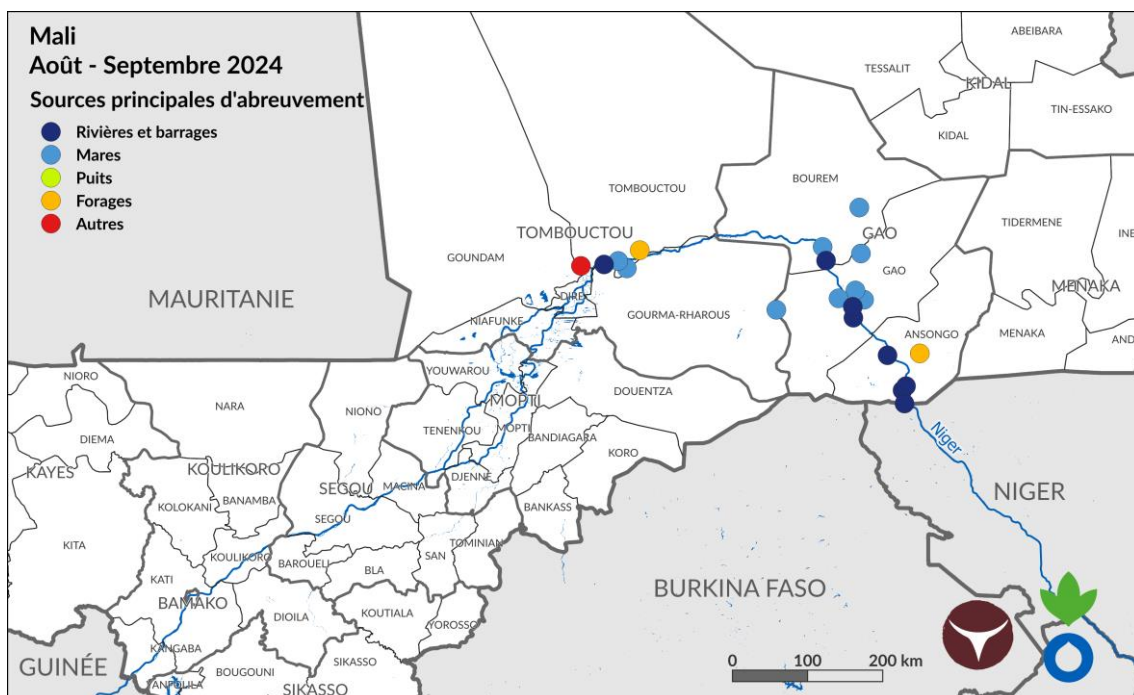 Mali
Août - Septembre 2024
Sources principales d'abreuvement
Rivières et barrages
Mares
Puits
Forages
Autres
ABEIBARA
TESSALIT
KIDAL
TIN-ESSAKO
KIDAL
TOMBOUCTOU
BOUREM
TIDERMENE
TOMBOUCTOU
GAO
INE
GOUNDAM
GAO
MENAKA
MAURITANIE
DIRE
NIAFUNKE
GOURMA-RHAROUS
ANSONGO
MENAKA
AND
YOUWAROU
NIORO
DOUENTZA
NARA
NIONO
MOPTI
TENENKOU
MOPTI
BANDIAGARA
Niger
DIEMA
KORO
KAYES
KOULIKORO
DJENNE
SEGOU
MACINA
NIGER
BANAMBA
KOLOKANI
BANKASS
SEGOU
KITA
TOMINIAN
KOULIKORO
SAN
BAROUELI
BLA
KATI
BURKINA FASO
BAMAKO
DIOILA
KOUTIALA
YOROSSO
KANGABA
GUINÉE
SIKASSO
BOUGOUNI
YANFOLILA
SIKASSO
0 100 200 km